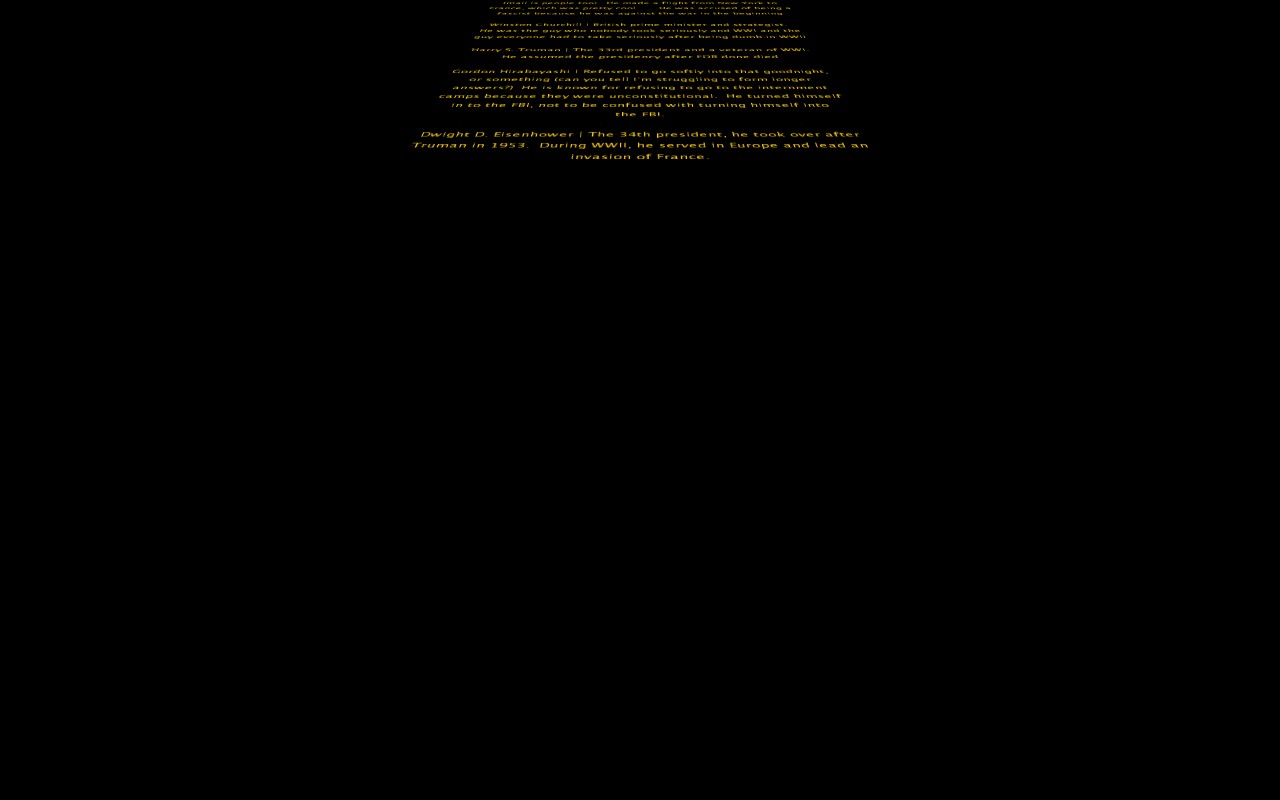 is people too! He made a flight from New York to
France, which was pretty cool. He was accused of being a
fascist because he was against the war in the beginning
Winston Churchill | British prime minister and strategist.
He was the guy who nobody took seriously and WWI and the
guy everyone had to take seriously after being dumb in WWI!
Harry S. Truman | The 33rd president and a veteran of WWI.
He assumed the presidency after FDR done died.
Gordon Hirabayashi | Refused to go softly into that goodnight,
or something (can you tell I'm struggling to form longer
answers?) He is known for refusing to go to the internment
camps because they were unconstitutional. He turned himself
in to the FBI, not to be confused with turning himself into
the FBI.
Dwight D. Eisenhower | The 34th president, he took over after
Truman in 1953. During WWII, he served in Europe and lead an
invasion of France.